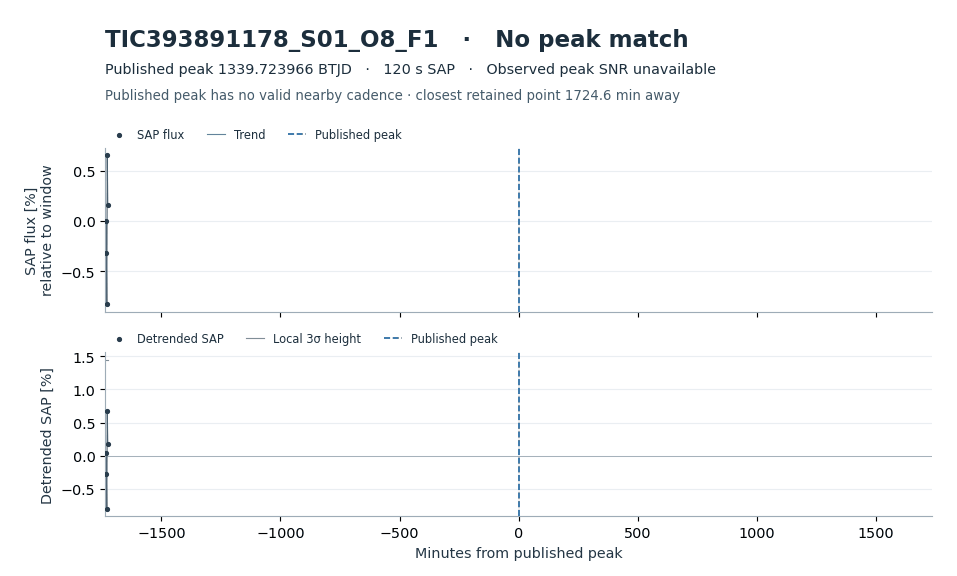 TIC393891178_S01_O8_F1 · No peak match
Published peak 1339.723966 BTJD · 120 s SAP · Observed peak SNR unavailable
Published peak has no valid nearby cadence · closest retained point 1724.6 min away
SAP flux Trend Published peak
SAP flux [%]
relative to window
0.5
0.0
−0.5
Detrended SAP Local 3σ height Published peak
Detrended SAP [%]
1.5
1.0
0.5
0.0
−0.5
−1500 −1000 −500 0 500 1000 1500
Minutes from published peak